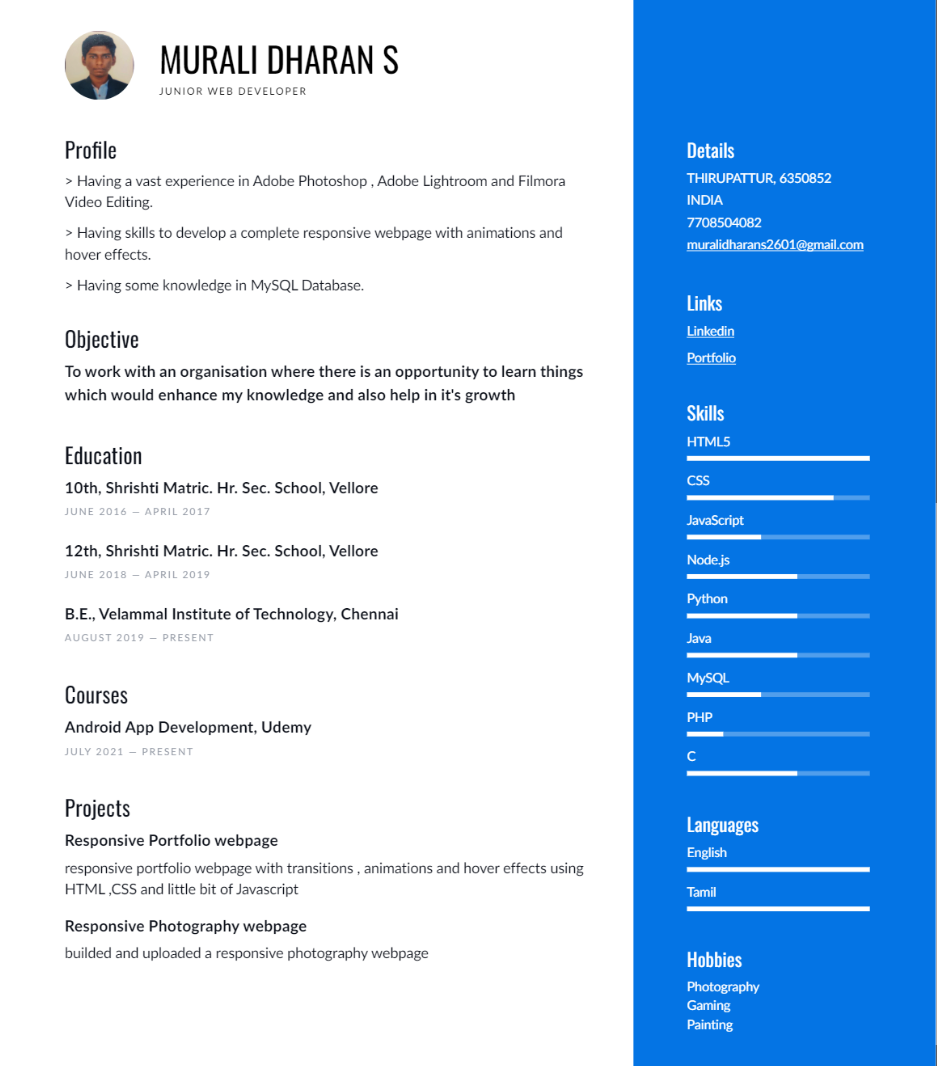 MURALI DHARAN S
JUNIOR WEB DEVELOPER
Profile
> Having a vast experience in Adobe Photoshop , Adobe Lightroom and Filmora
Video Editing.
> Having skills to develop a complete responsive webpage with animations and
hover effects.
> Having some knowledge in MySQL Database.
Objective
To work with an organisation where there is an opportunity to learn things
which would enhance my knowledge and also help in it's growth
Education
10th, Shrishti Matric. Hr. Sec. School, Vellore
JUNE 2016 — APRIL 2017
12th, Shrishti Matric. Hr. Sec. School, Vellore
JUNE 2018 — APRIL 2019
B.E., Velammal Institute of Technology, Chennai
AUGUST 2019 — PRESENT
Courses
Android App Development, Udemy
JULY 2021 — PRESENT
Projects
Responsive Portfolio webpage
responsive portfolio webpage with transitions , animations and hover effects using
HTML ,CSS and little bit of Javascript
Responsive Photography webpage
builded and uploaded a responsive photography webpage
Details
THIRUPATTUR, 6350852
INDIA
7708504082
muralidharans2601@gmail.com
Links
Linkedin
Portfolio
Skills
HTML5
CSS
JavaScript
Node.js
Python
Java
MySQL
PHP
C
Languages
English
Tamil
Hobbies
Photography
Gaming
Painting